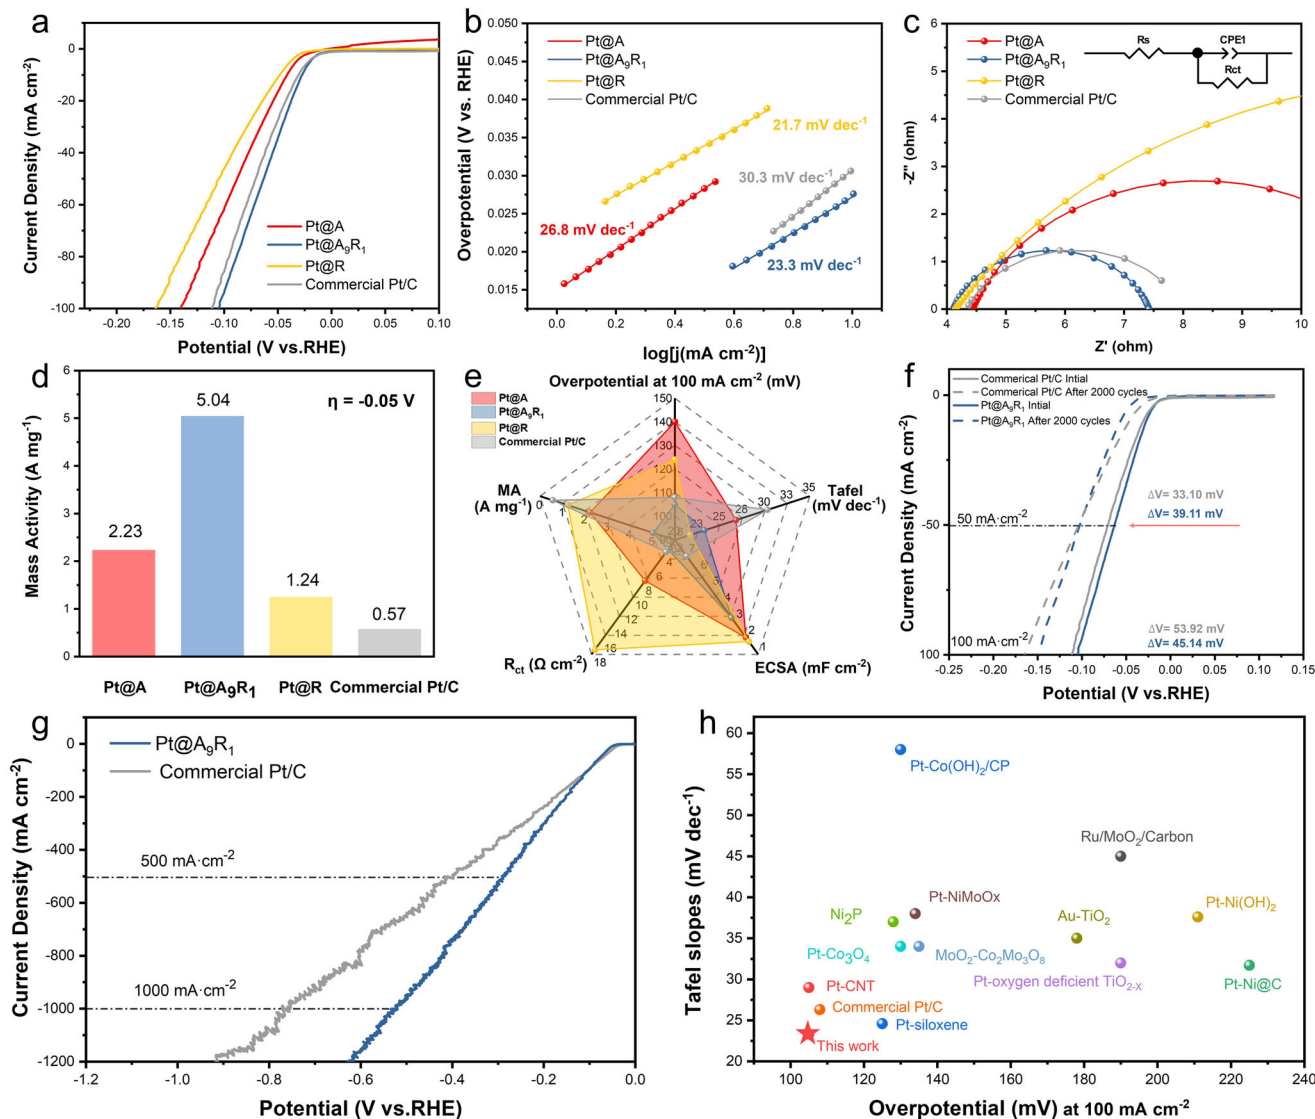 a
Current Density (mA cm⁻²)
0
-20
-40
-60
-80
-100
-0.20
-0.15
-0.10
-0.05
0.00
0.05
0.10
Potential (V vs.RHE)
Pt@A
Pt@A₉R₁
Pt@R
Commercial Pt/C
b
Overpotential (V vs. RHE)
0.050
0.045
0.040
0.035
0.030
0.025
0.020
0.015
0.0
0.2
0.4
0.6
0.8
1.0
log[j(mA cm⁻²)]
Pt@A
Pt@A₉R₁
Pt@R
Commercial Pt/C
21.7 mV dec⁻¹
30.3 mV dec⁻¹
26.8 mV dec⁻¹
23.3 mV dec⁻¹
c
-Z'' (ohm)
-6
-5
-4
-3
-2
-1
0
4
5
6
7
8
9
10
Z' (ohm)
Pt@A
Pt@A₉R₁
Pt@R
Commercial Pt/C
Rs
CPE1
Rct
d
Mass Activity (A mg⁻¹)
6
5
4
3
2
1
0
η = -0.05 V
2.23
5.04
1.24
0.57
Pt@A
Pt@A₉R₁
Pt@R
Commercial Pt/C
e
Overpotential at 100 mA cm⁻² (mV)
Pt@A
Pt@A₉R₁
Pt@R
Commercial Pt/C
150
140
130
120
110
100
MA
(A mg⁻¹)
0
1
2
3
4
Tafel
(mV dec⁻¹)
35
33
30
28
25
23
R_ct (Ω cm⁻²)
4
6
8
10
12
14
16
18
ECSA (mF cm⁻²)
7
6
5
4
3
2
1
f
Current Density (mA cm⁻²)
0
50
100
-0.25
-0.20
-0.15
-0.10
-0.05
0.00
0.05
0.10
0.15
Potential (V vs.RHE)
Commerical Pt/C Intial
Commerical Pt/C After 2000 cycles
Pt@A₉R₁ Intial
Pt@A₉R₁ After 2000 cycles
ΔV= 33.10 mV
ΔV= 39.11 mV
50 mA·cm⁻²
ΔV= 53.92 mV
ΔV= 45.14 mV
100 mA·cm⁻²
g
Current Density (mA cm⁻²)
0
-200
-400
-600
-800
-1000
-1200
-1.2
-1.0
-0.8
-0.6
-0.4
-0.2
0.0
Potential (V vs.RHE)
Pt@A₉R₁
Commercial Pt/C
500 mA·cm⁻²
1000 mA·cm⁻²
h
Tafel slopes (mV dec⁻¹)
60
55
50
45
40
35
30
25
20
100
120
140
160
180
200
220
240
Overpotential (mV) at 100 mA cm⁻²
Pt-Co(OH)₂/CP
Ru/MoO₂/Carbon
Pt-NiMoOx
Ni₂P
Pt-Ni(OH)₂
Au-TiO₂
Pt-Co₃O₄
MoO₂-Co₂Mo₃O₈
Pt-oxygen deficient TiO₂₋ₓ
Pt-Ni@C
Pt-CNT
Commercial Pt/C
Pt-siloxene
This work